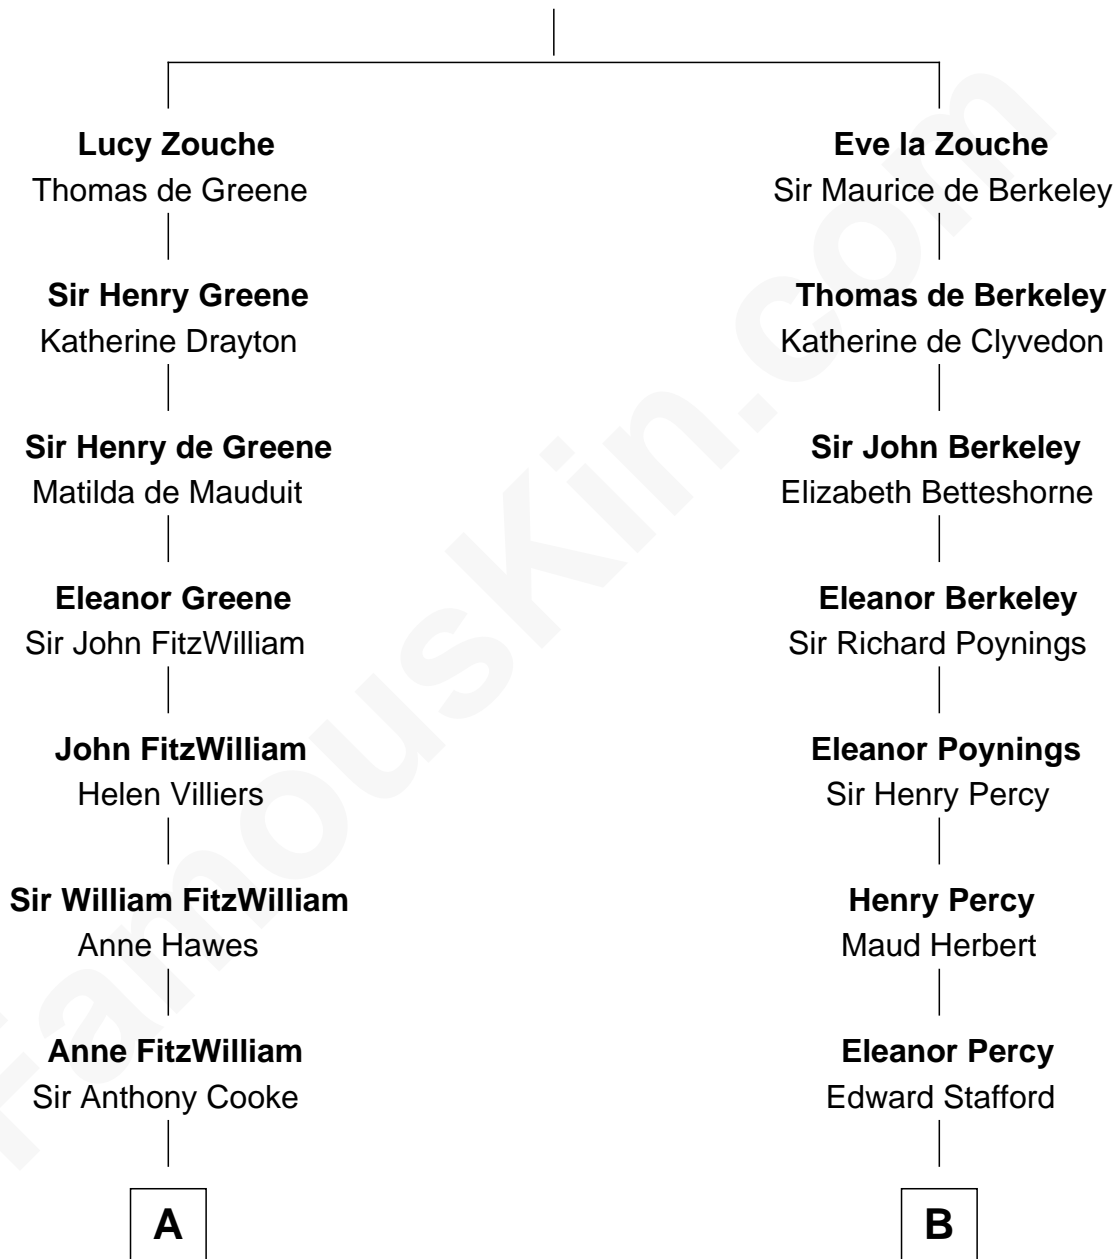 Lucy Zouche
Thomas de Greene
Sir Henry Greene
Katherine Drayton
Sir Henry de Greene
Matilda de Mauduit
Eleanor Greene
Sir John FitzWilliam
John FitzWilliam
Helen Villiers
Sir William FitzWilliam
Anne Hawes
Anne FitzWilliam
Sir Anthony Cooke
A
Eve la Zouche
Sir Maurice de Berkeley
Thomas de Berkeley
Katherine de Clyvedon
Sir John Berkeley
Elizabeth Betteshorne
Eleanor Berkeley
Sir Richard Poynings
Eleanor Poynings
Sir Henry Percy
Henry Percy
Maud Herbert
Eleanor Percy
Edward Stafford
B
FamousKin.com